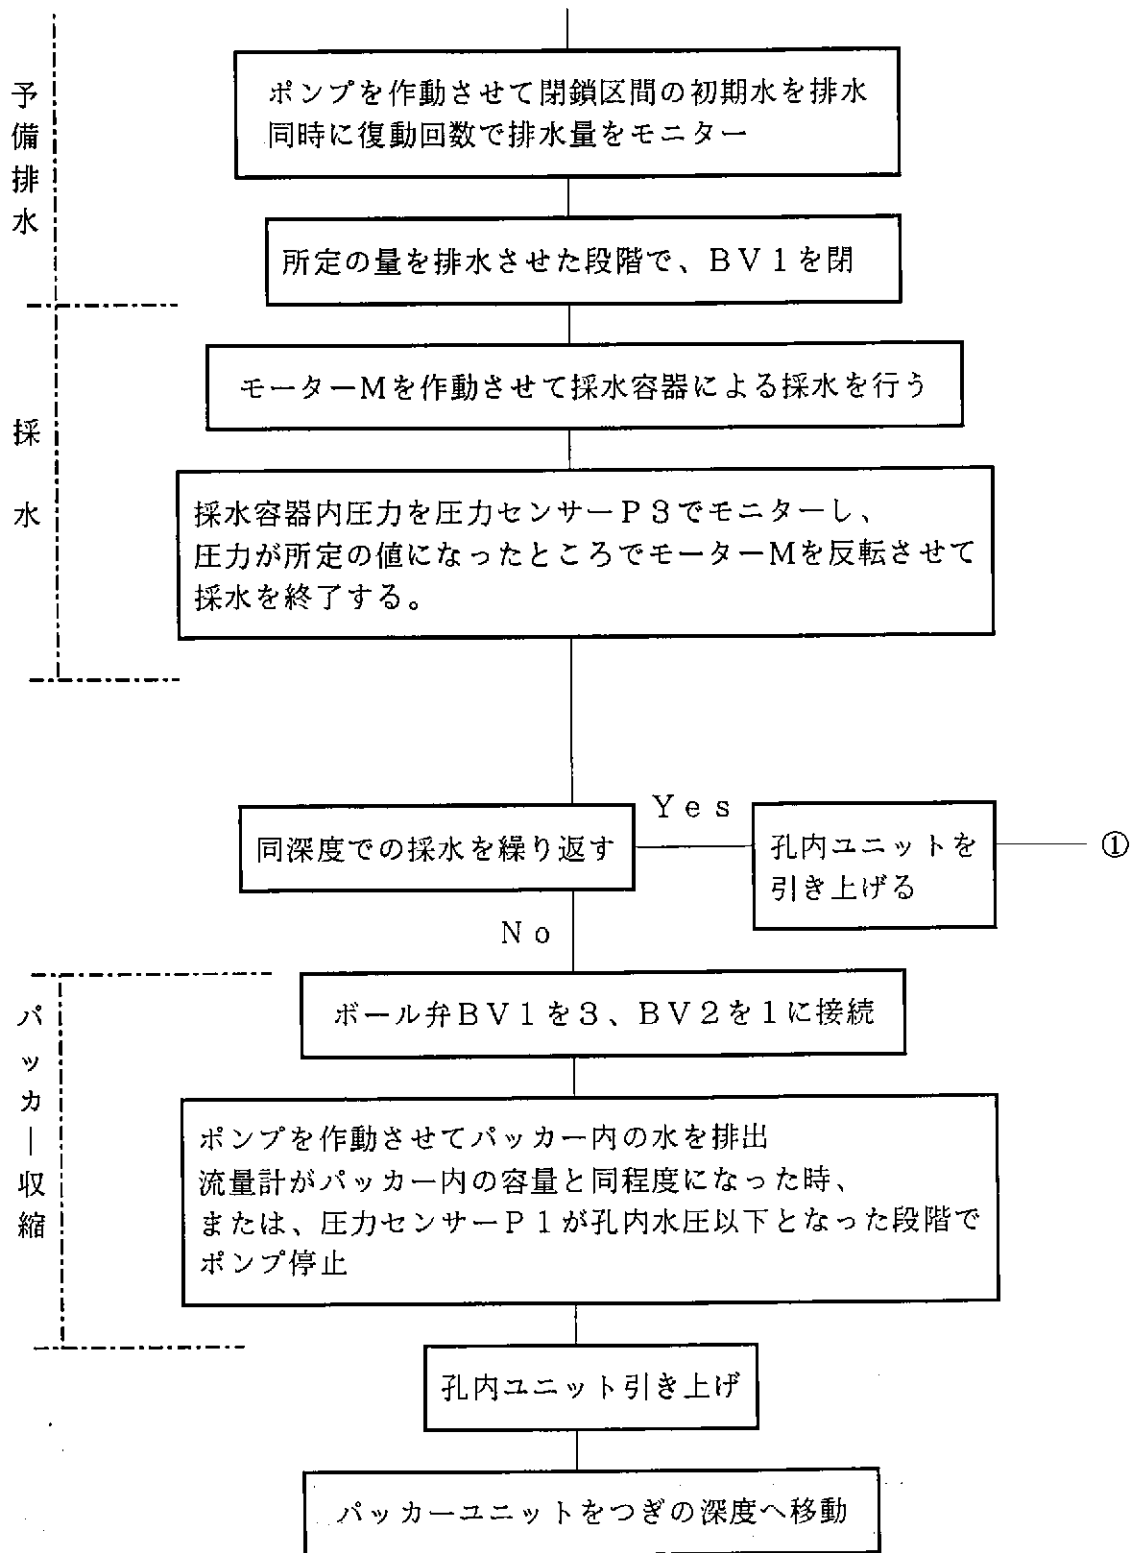 予備排水
ポンプを作動させて閉鎖区間の初期水を排水
同時に復動回数で排水量をモニター
所定の量を排水させた段階で、BV1を閉
採水
モーターMを作動させて採水容器による採水を行う
採水容器内圧力を圧力センサーP3でモニターし、
圧力が所定の値になったところでモーターMを反転させて
採水を終了する。
同深度での採水を繰り返す
Yes
孔内ユニットを
引き上げる
①
No
パッカー収縮
ボール弁BV1を3、BV2を1に接続
ポンプを作動させてパッカー内の水を排出
流量計がパッカー内の容量と同程度になった時、
または、圧力センサーP1が孔内水圧以下となった段階で
ポンプ停止
孔内ユニット引き上げ
パッカーユニットをつぎの深度へ移動